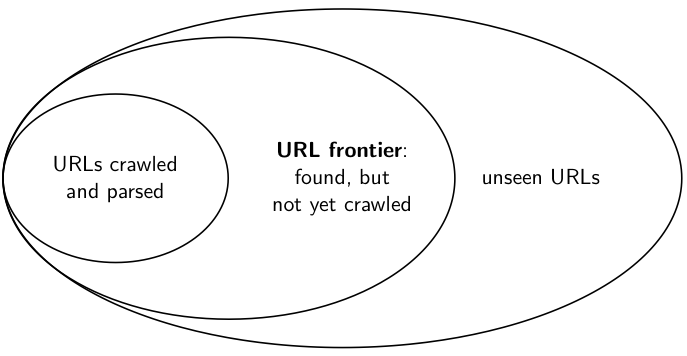 URLs crawled
and parsed
URL frontier:
found, but
not yet crawled
unseen URLs